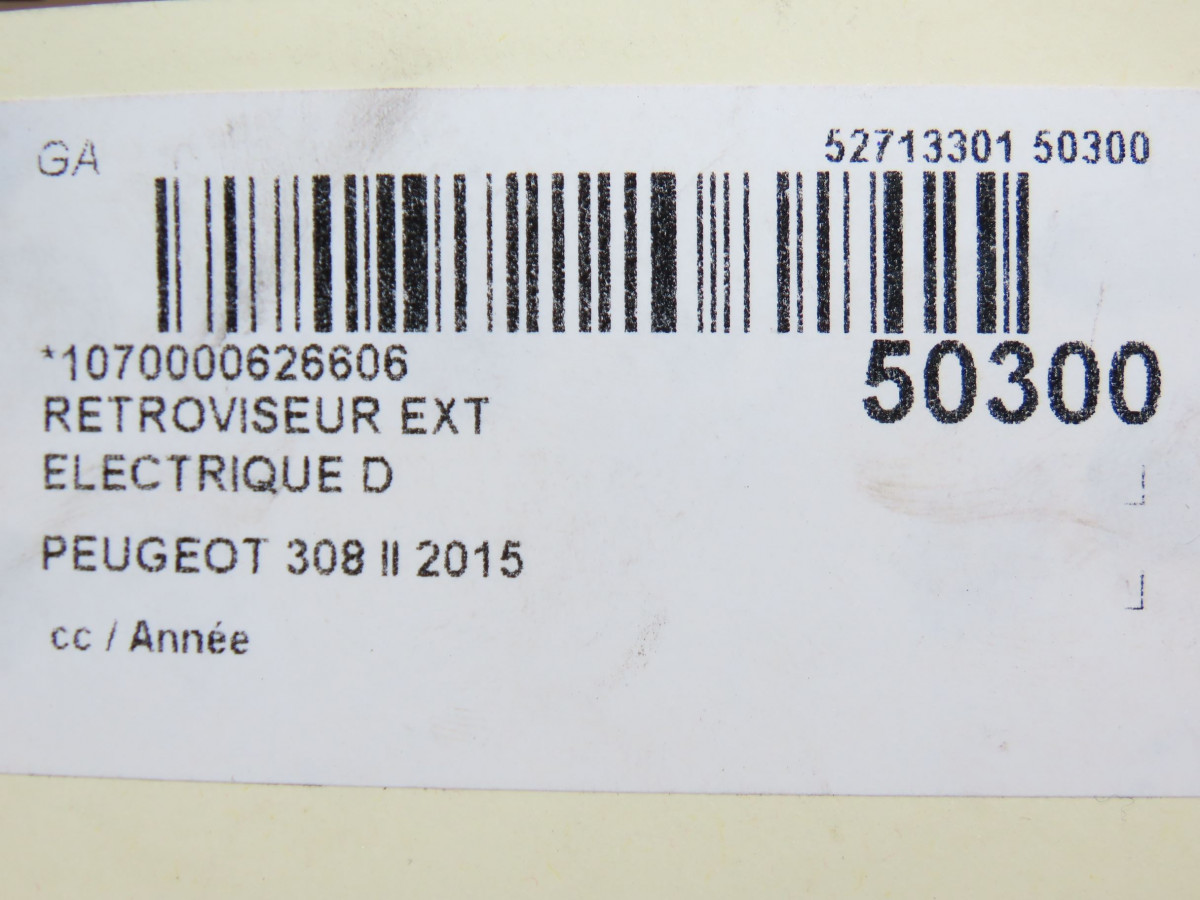 GA
52713301 50300
*1070000626606
50300
RETROVISEUR EXT
ELECTRIQUE D
PEUGEOT 308 II 2015
cc / Année